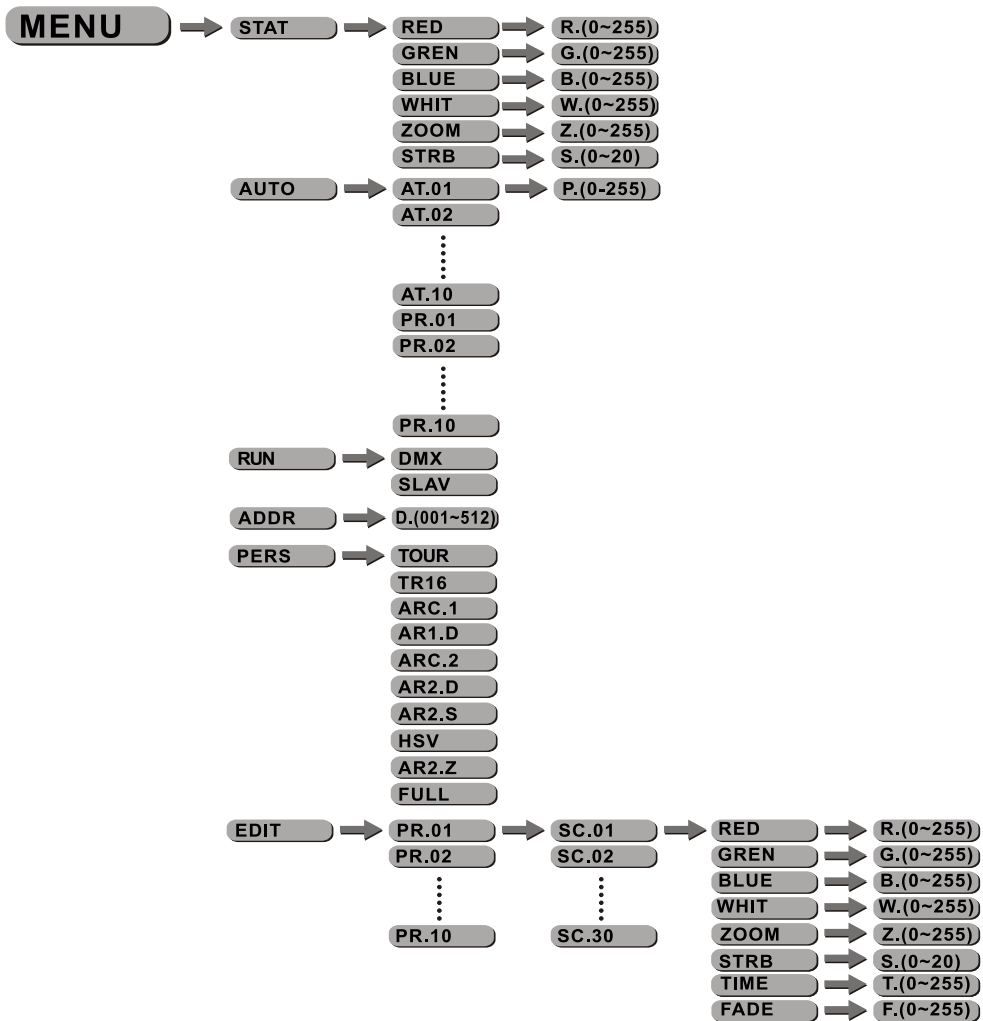 MENU STAT RED R.(0~255)
GREN G.(0~255)
BLUE B.(0~255)
WHIT W.(0~255)
ZOOM Z.(0~255)
STRB S.(0~20)
AUTO AT.01 P.(0-255)
AT.02
AT.10
PR.01
PR.02
PR.10
RUN DMX
SLAV
ADDR D.(001~512)
PERS TOUR
TR16
ARC.1
AR1.D
ARC.2
AR2.D
AR2.S
HSV
AR2.Z
FULL
EDIT PR.01 SC.01 RED R.(0~255)
PR.02 SC.02 GREN G.(0~255)
BLUE B.(0~255)
WHIT W.(0~255)
PR.10 SC.30 ZOOM Z.(0~255)
STRB S.(0~20)
TIME T.(0~255)
FADE F.(0~255)